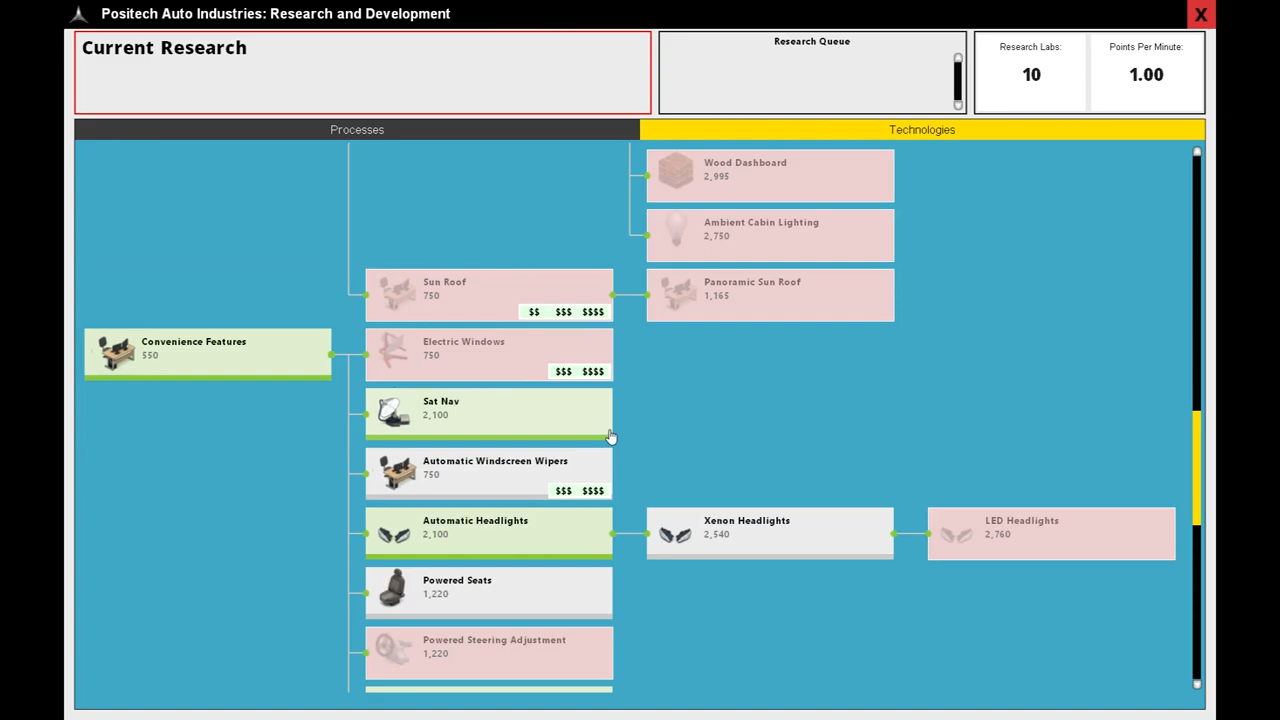 Positech Auto Industries: Research and Development
X
Current Research
Research Queue
Research Labs:
Points Per Minute:
10
1.00
Processes
Technologies
Wood Dashboard
2,995
Ambient Cabin Lighting
2,750
Sun Roof
750
$$ $$$ $$$$
Panoramic Sun Roof
1,165
Convenience Features
550
Electric Windows
750
$$$ $$$$
Sat Nav
2,100
Automatic Windscreen Wipers
750
$$$ $$$$
Automatic Headlights
2,100
Xenon Headlights
2,540
LED Headlights
2,760
Powered Seats
1,220
Powered Steering Adjustment
1,220